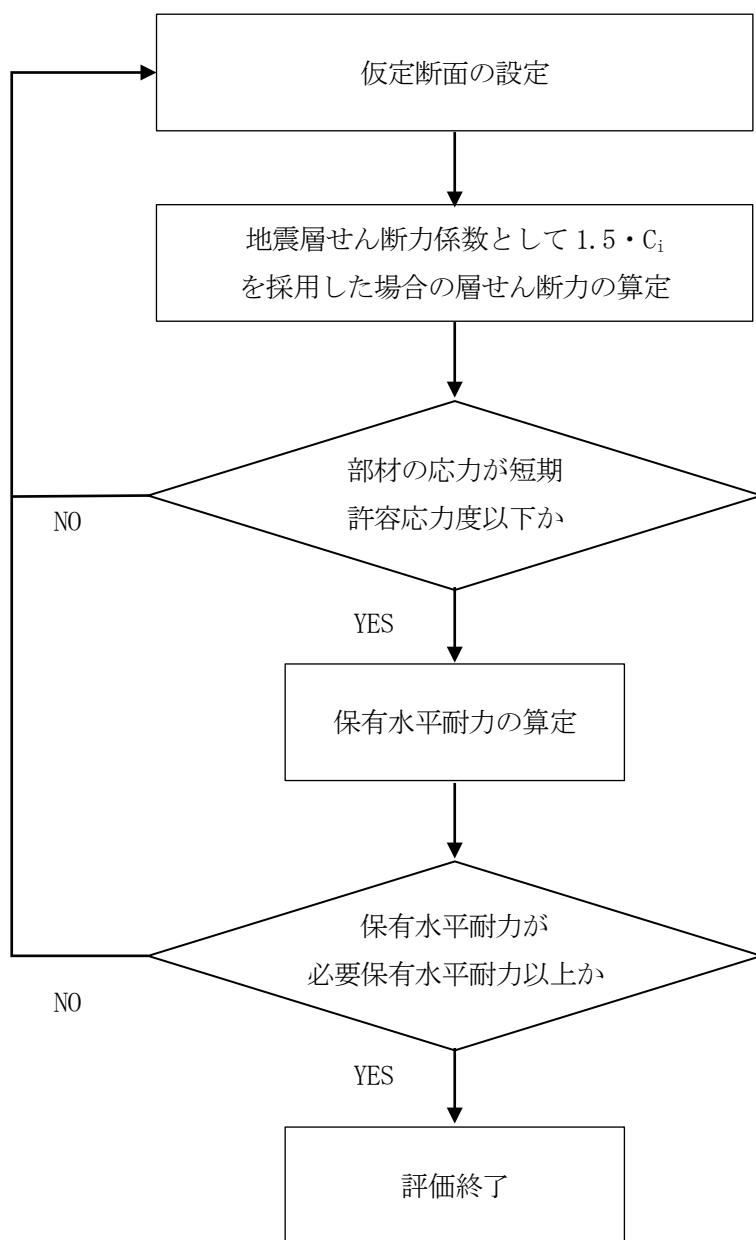 仮定断面の設定
地震層せん断力係数として 1.5・Cᵢ
を採用した場合の層せん断力の算定
部材の応力が短期
許容応力度以下か
NO
YES
保有水平耐力の算定
保有水平耐力が
必要保有水平耐力以上か
NO
YES
評価終了